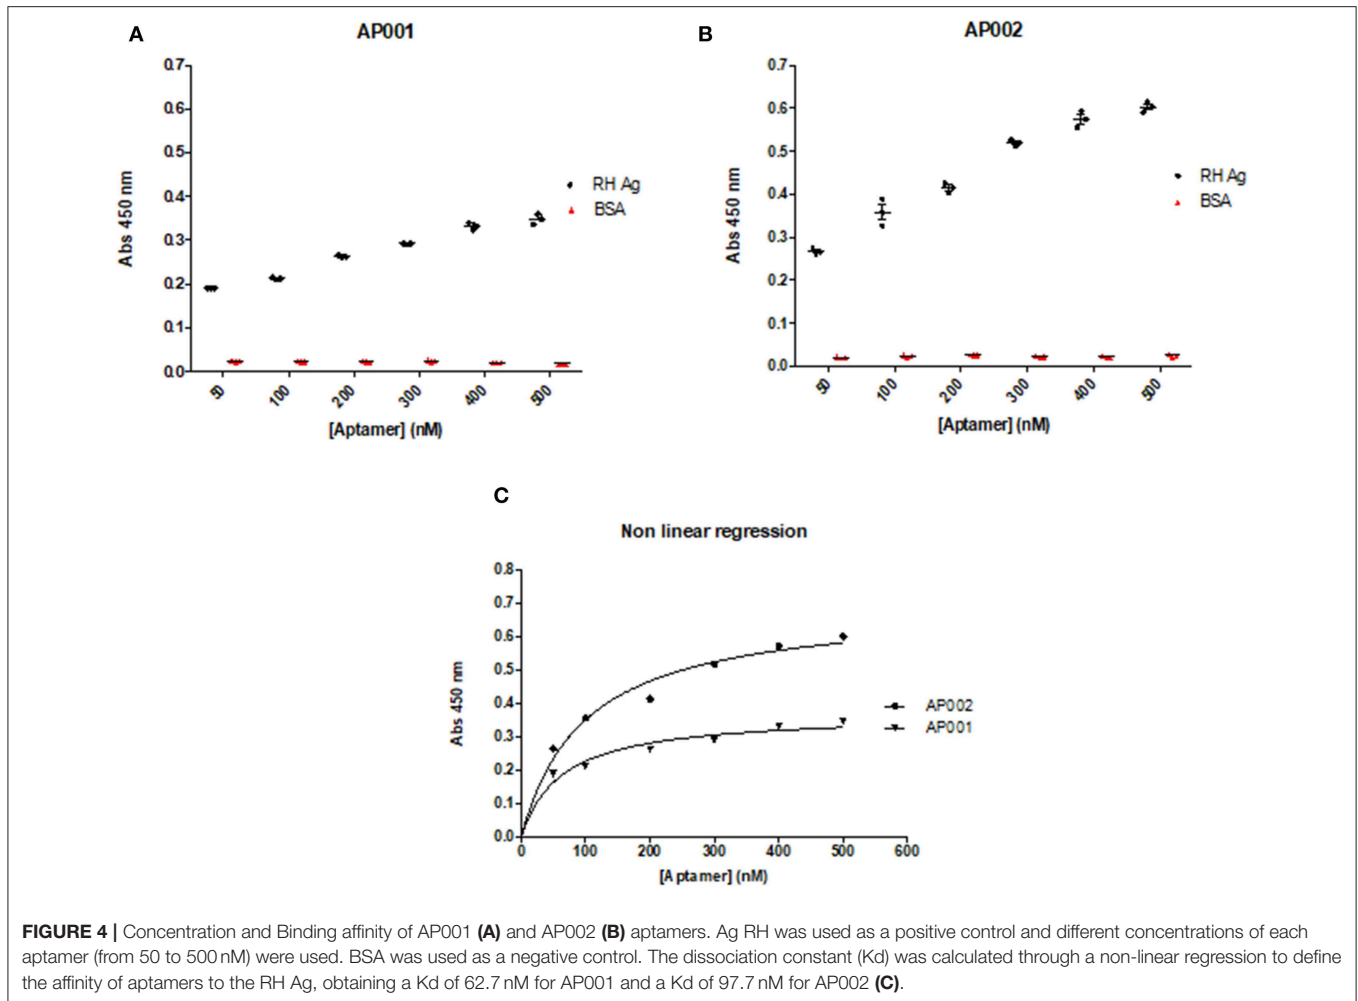 A
AP001
0.7
0.6
0.5
0.4
0.3
0.2
0.1
0.0
Abs 450 nm
50
100
200
300
400
500
[Aptamer] (nM)
RH Ag
BSA
B
AP002
0.7
0.6
0.5
0.4
0.3
0.2
0.1
0.0
Abs 450 nm
50
100
200
300
400
500
[Aptamer] (nM)
RH Ag
BSA
C
Non linear regression
0.8
0.7
0.6
0.5
0.4
0.3
0.2
0.1
0.0
Abs 450 nm
0
100
200
300
400
500
600
[Aptamer] (nM)
AP002
AP001
FIGURE 4 | Concentration and Binding affinity of AP001 (A) and AP002 (B) aptamers. Ag RH was used as a positive control and different concentrations of each
aptamer (from 50 to 500 nM) were used. BSA was used as a negative control. The dissociation constant (Kd) was calculated through a non-linear regression to define
the affinity of aptamers to the RH Ag, obtaining a Kd of 62.7 nM for AP001 and a Kd of 97.7 nM for AP002 (C).